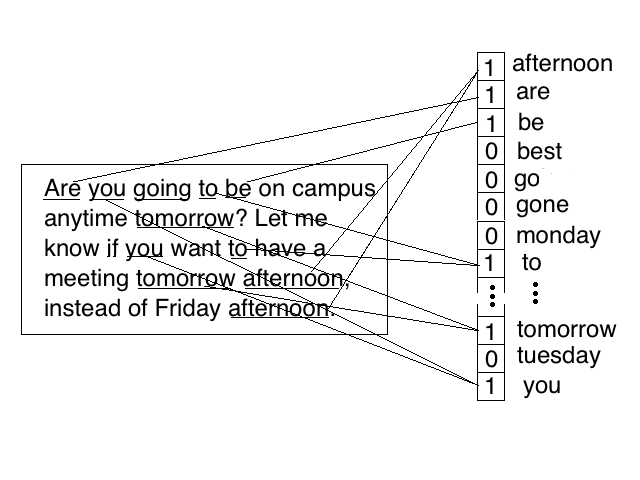 Are you going to be on campus
anytime tomorrow? Let me
know if you want to have a
meeting tomorrow afternoon,
instead of Friday afternoon.
1 afternoon
1 are
1 be
0 best
0 go
0 gone
0 monday
1 to
⋮ ⋮
1 tomorrow
0 tuesday
1 you